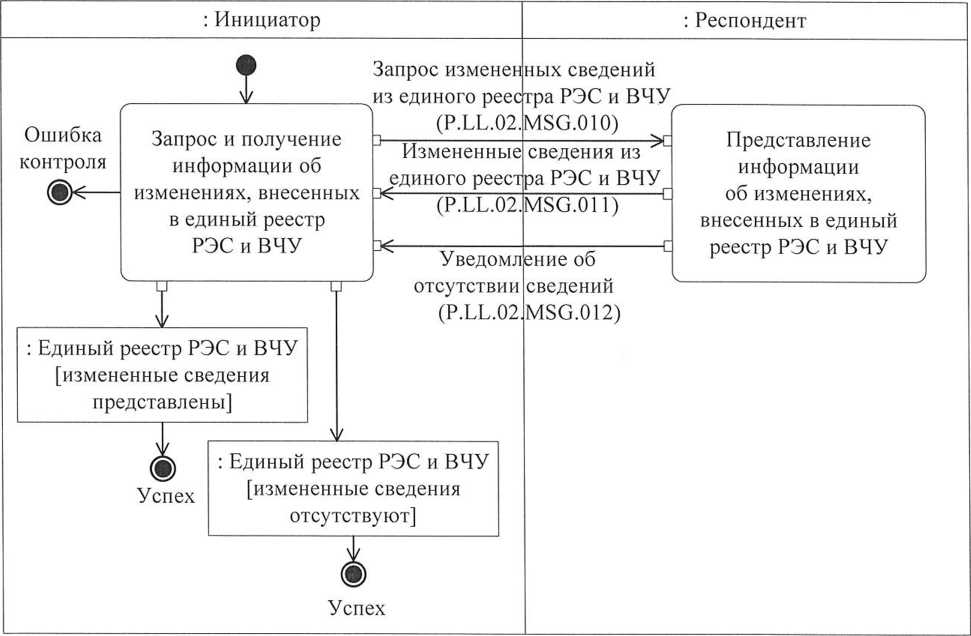 : Инициатор
: Респондент
Запрос измененных сведений
из единого реестра РЭС и ВЧУ
(P.LL.02.MSG.010)
Ошибка
контроля
Запрос и получение
информации об
изменениях, внесенных
в единый реестр
РЭС и ВЧУ
Измененные сведения из
единого реестра РЭС и ВЧУ
(P.LL.02.MSG.011)
Представление
информации
об изменениях,
внесенных в единый
реестр РЭС и ВЧУ
Уведомление об
отсутствии сведений
(P.LL.02.MSG.012)
: Единый реестр РЭС и ВЧУ
[измененные сведения
представлены]
Успех
: Единый реестр РЭС и ВЧУ
[измененные сведения
отсутствуют]
Успех